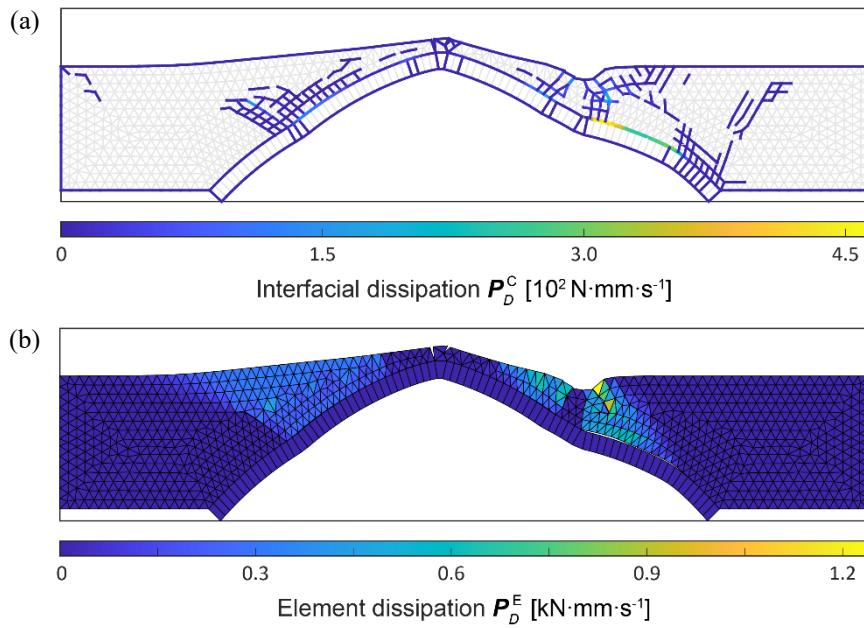 (a)
0 1.5 3.0 4.5
Interfacial dissipation P_D^C [10² N·mm·s⁻¹]
(b)
0 0.3 0.6 0.9 1.2
Element dissipation P_D^E [kN·mm·s⁻¹]